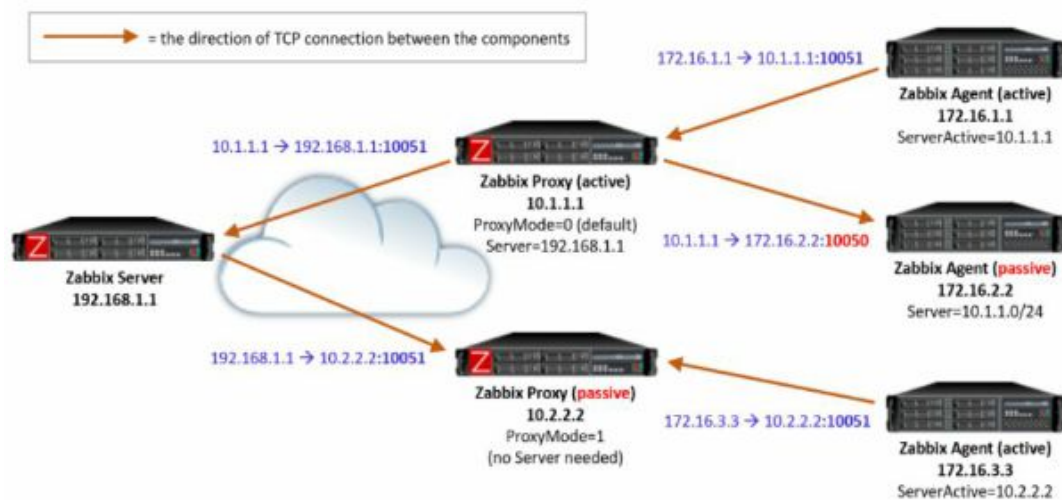 = the direction of TCP connection between the components
172.16.1.1 → 10.1.1.1:10051
Zabbix Agent (active)
172.16.1.1
ServerActive=10.1.1.1
10.1.1.1 → 192.168.1.1:10051
Z
Zabbix Proxy (active)
10.1.1.1
ProxyMode=0 (default)
Server=192.168.1.1
10.1.1.1 → 172.16.2.2:10050
Zabbix Agent (passive)
172.16.2.2
Server=10.1.1.0/24
Z
Zabbix Server
192.168.1.1
192.168.1.1 → 10.2.2.2:10051
Z
Zabbix Proxy (passive)
10.2.2.2
ProxyMode=1
(no Server needed)
172.16.3.3 → 10.2.2.2:10051
Zabbix Agent (active)
172.16.3.3
ServerActive=10.2.2.2